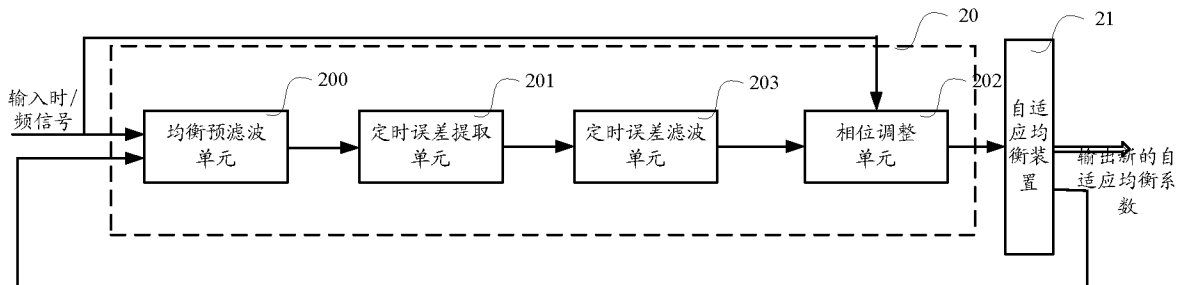 20
21
200
201
203
202
输入时/
频信号
均衡预滤波
单元
定时误差提取
单元
定时误差滤波
单元
相位调整
单元
自适
应均
衡装
置
输出新的自
适应均衡系
数